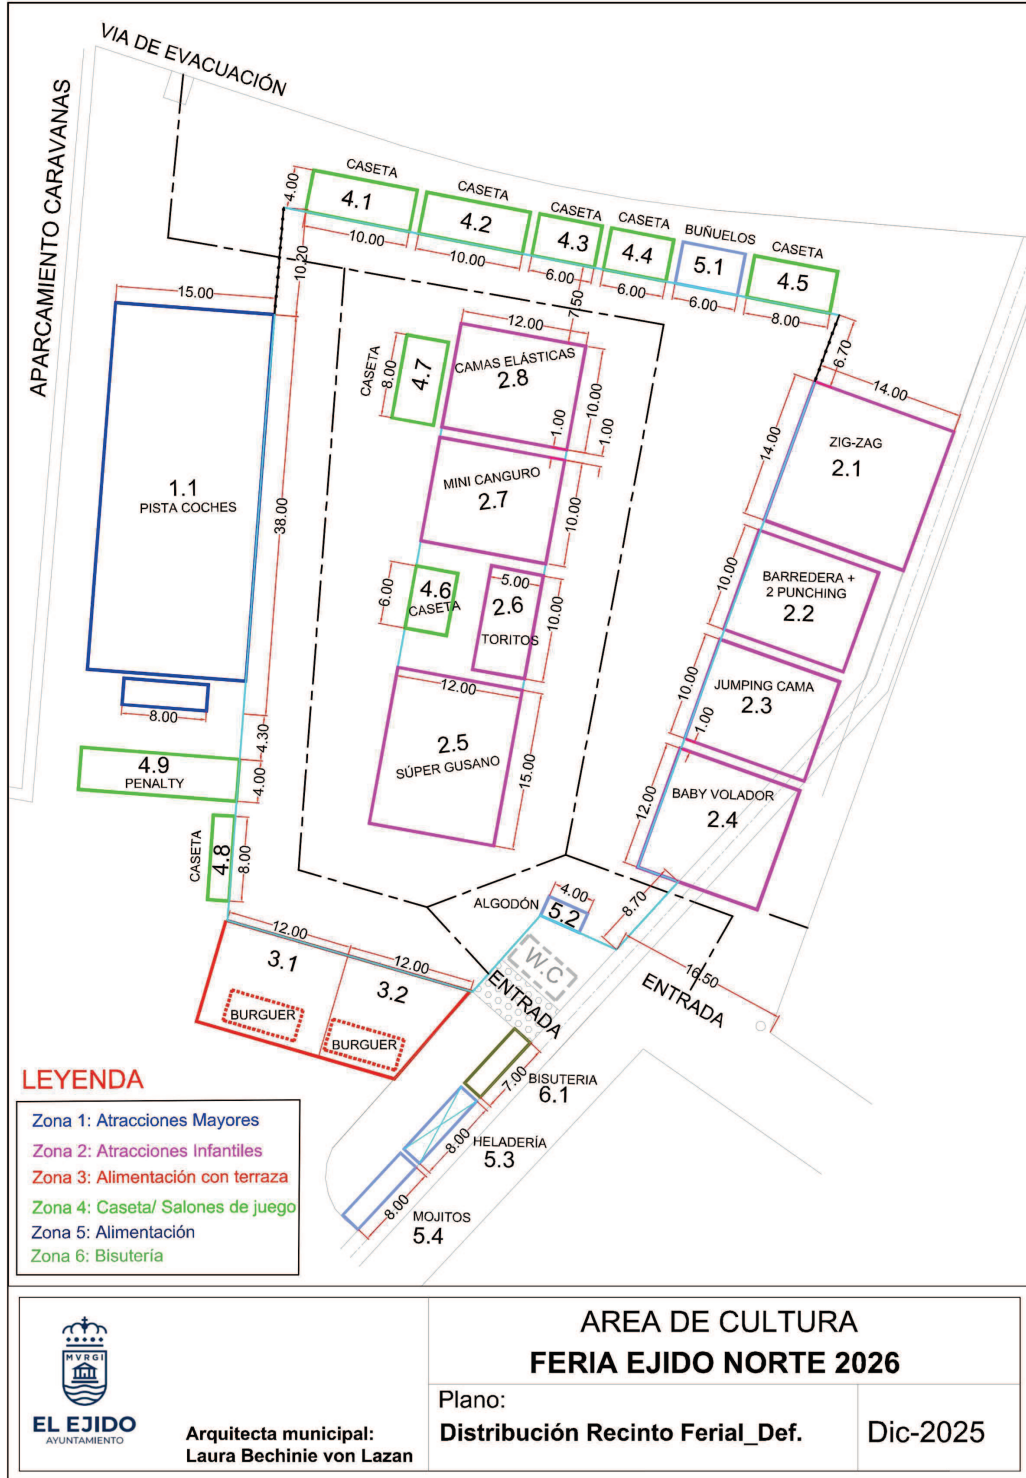 VIA DE EVACUACIÓN
APARCAMIENTO CARAVANAS
CASETA
4.1
CASETA
4.2
CASETA
4.3
CASETA
4.4
BUÑUELOS
5.1
CASETA
4.5
4.00
10.00
10.00
6.00
6.00
6.00
8.00
10.20
7.50
6.70
15.00
1.1
PISTA COCHES
38.00
8.00
4.30
4.9
PENALTY
4.00
CASETA
4.8
8.00
CASETA
8.00
4.7
12.00
CAMAS ELÁSTICAS
2.8
10.00
1.00
1.00
MINI CANGURO
2.7
10.00
6.00
4.6
CASETA
5.00
2.6
TORITOS
10.00
12.00
2.5
SÚPER GUSANO
15.00
14.00
14.00
ZIG-ZAG
2.1
10.00
BARREDERA +
2 PUNCHING
2.2
10.00
JUMPING CAMA
2.3
1.00
12.00
BABY VOLADOR
2.4
8.70
16.50
ALGODÓN
4.00
5.2
W.C
ENTRADA
ENTRADA
12.00
12.00
3.1
3.2
BURGUER
BURGUER
7.00
BISUTERIA
6.1
8.00
HELADERÍA
5.3
8.00
MOJITOS
5.4
LEYENDA
Zona 1: Atracciones Mayores
Zona 2: Atracciones Infantiles
Zona 3: Alimentación con terraza
Zona 4: Caseta/ Salones de juego
Zona 5: Alimentación
Zona 6: Bisutería
MVRGI
EL EJIDO
AYUNTAMIENTO
Arquitecta municipal:
Laura Bechinie von Lazan
AREA DE CULTURA
FERIA EJIDO NORTE 2026
Plano:
Distribución Recinto Ferial_Def.
Dic-2025